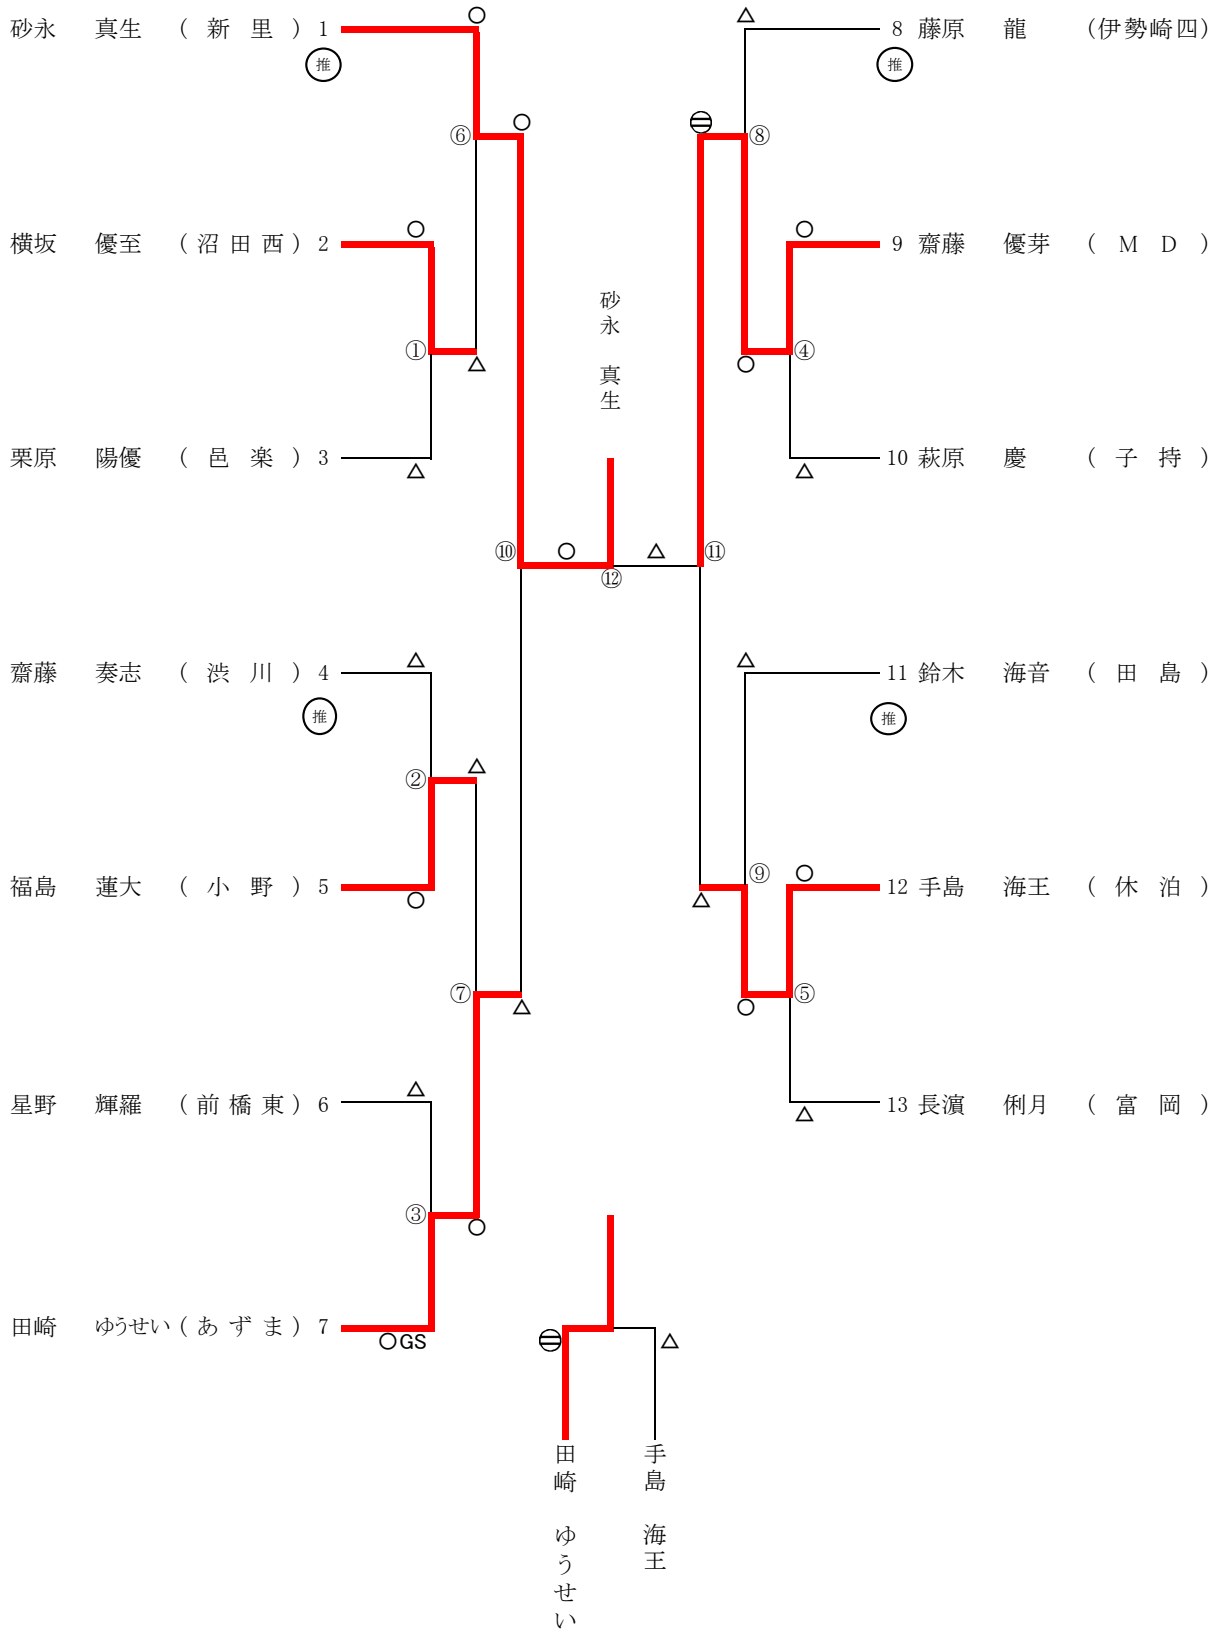 砂永 真生 (新里) 1
推
横坂 優至 (沼田西) 2
栗原 陽優 (邑楽) 3
齋藤 奏志 (渋川) 4
推
福島 蓮大 (小野) 5
星野 輝羅 (前橋東) 6
田崎 ゆうせい (あずま) 7
⑥
①
②
⑦
③
GS
⑩
砂永 真生
⑫
⑪
⑧
④
⑨
⑤
8 藤原 龍 (伊勢崎四)
推
9 齋藤 優芽 (MD)
10 萩原 慶 (子持)
11 鈴木 海音 (田島)
推
12 手島 海王 (休泊)
13 長濵 俐月 (富岡)
田崎 ゆうせい
手島 海王